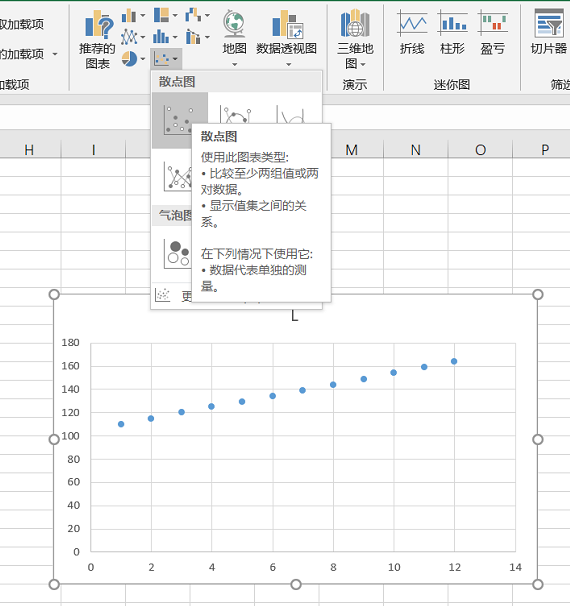 取加载项
的加载项
加载项
推荐的
图表
地图
数据透视图
三维地
图
演示
折线
柱形
盈亏
迷你图
切片器
筛选
散点图
散点图
使用此图表类型:
• 比较至少两组值或两
对数据。
• 显示值集之间的关
系。
在下列情况下使用它:
• 数据代表单独的测
量。
气泡图
更
H I M N O P
L
180
160
140
120
100
80
60
40
20
0
0 2 4 6 8 10 12 14